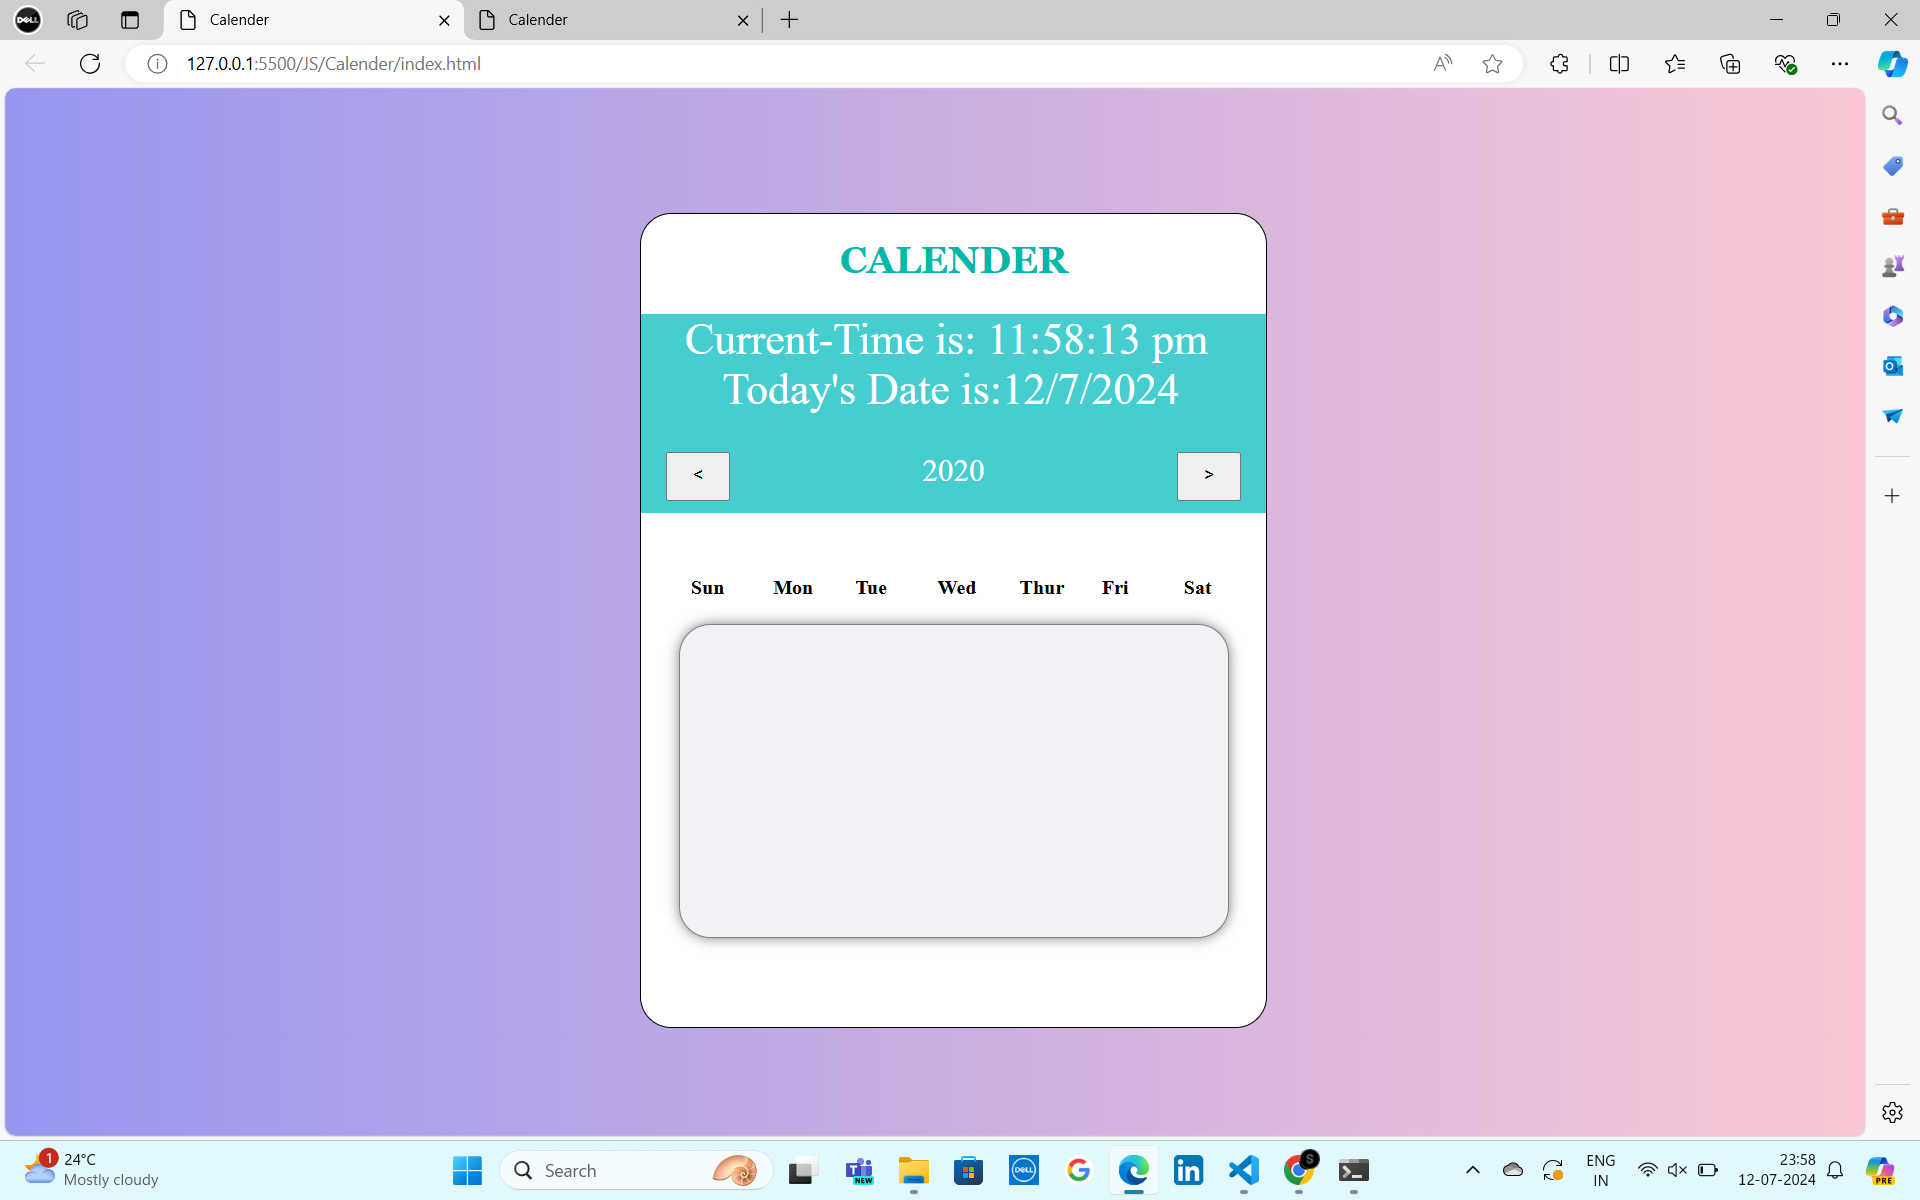 Calender
Calender
127.0.0.1:5500/JS/Calender/index.html
CALENDER
Current-Time is: 11:58:13 pm
Today's Date is:12/7/2024
< 2020 >
Sun Mon Tue Wed Thur Fri Sat
1
24°C
Mostly cloudy
Search
NEW
DELL
S
ENG
IN
23:58
12-07-2024
PRE